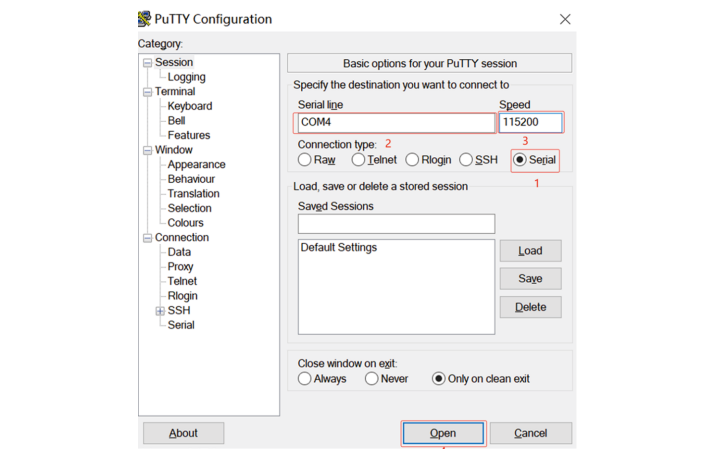 PuTTY Configuration
Category:
Session
Logging
Terminal
Keyboard
Bell
Features
Window
Appearance
Behaviour
Translation
Selection
Colours
Connection
Data
Proxy
Telnet
Rlogin
SSH
Serial
Basic options for your PuTTY session
Specify the destination you want to connect to
Serial line Speed
COM4 115200
Connection type: 2 3
Raw Telnet Rlogin SSH Serial
1
Load, save or delete a stored session
Saved Sessions
Default Settings
Load
Save
Delete
Close window on exit:
Always Never Only on clean exit
About Open Cancel